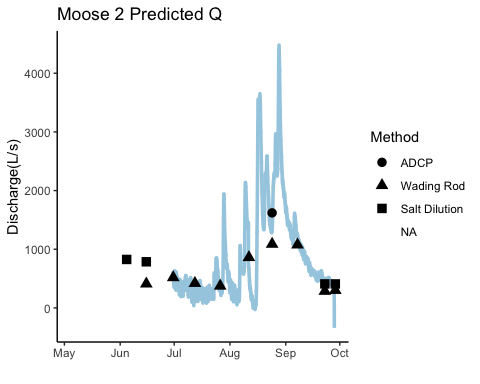 Moose 2 Predicted Q
Discharge(L/s)
4000
3000
2000
1000
0
May Jun Jul Aug Sep Oct
Method
ADCP
Wading Rod
Salt Dilution
NA